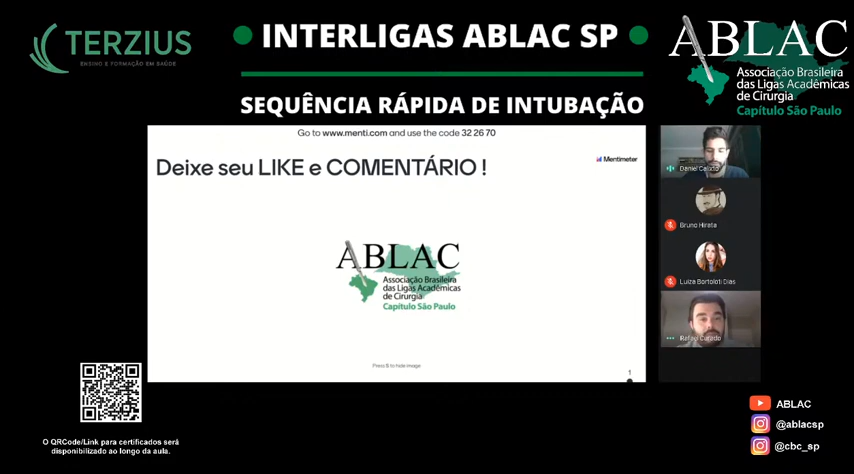 TERZIUS
ENSINO E FORMAÇÃO EM SAÚDE
INTERLIGAS ABLAC SP
ABLAC
Associação Brasileira
das Ligas Acadêmicas
de Cirurgia
Capítulo São Paulo
SEQUÊNCIA RÁPIDA DE INTUBAÇÃO
Go to www.menti.com and use the code 32 26 70
Mentimeter
Deixe seu LIKE e COMENTÁRIO !
ABLAC
Associação Brasileira
das Ligas Acadêmicas
de Cirurgia
Capítulo São Paulo
Press S to hide image
1
Daniel Calixto
Bruno Hirata
Luiza Bortoloti Dias
Rafael Curado
O QRCode/Link para certificados será
disponibilizado ao longo da aula.
ABLAC
@ablacsp
@cbc_sp